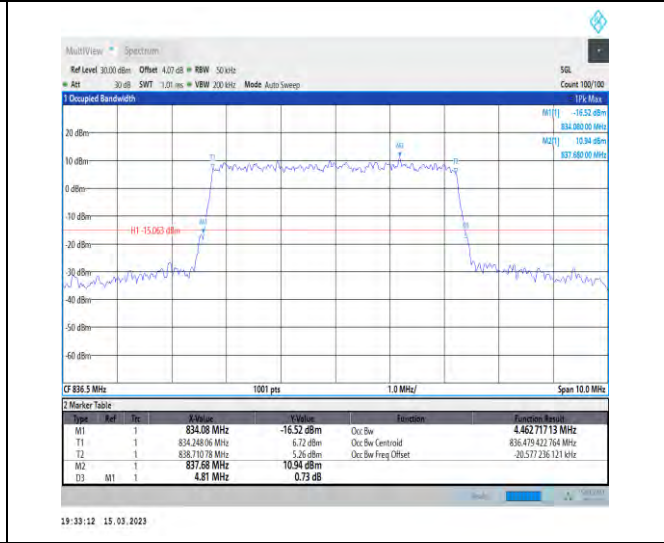 MultiView Spectrum
Ref Level 30.00 dBm Offset 4.07 dB RBW 50 kHz SGL
Att 30 dB SWT 1.01 ms VBW 200 kHz Mode Auto Sweep Count 100/100
1 Occupied Bandwidth 1Pk Max
M1[1] -16.52 dBm
834.080 00 MHz
M2[1] 10.94 dBm
837.680 00 MHz
20 dBm
10 dBm
0 dBm
-10 dBm
H1 -15.063 dBm
-20 dBm
-30 dBm
-40 dBm
-50 dBm
-60 dBm
T1
M2
M1
CF 836.5 MHz 1001 pts 1.0 MHz/ Span 10.0 MHz
2 Marker Table
Type Ref Trc X-Value Y-Value Function Function Result
M1 1 834.08 MHz -16.52 dBm Occ Bw 4.462 717 13 MHz
T1 1 834.248 06 MHz 6.72 dBm Occ Bw Centroid 836.479 422 764 MHz
T2 1 838.710 78 MHz 5.26 dBm Occ Bw Freq Offset -20.577 236 121 kHz
M2 1 837.68 MHz 10.94 dBm
D3 M1 1 4.81 MHz 0.73 dB
19:33:12 15.03.2023